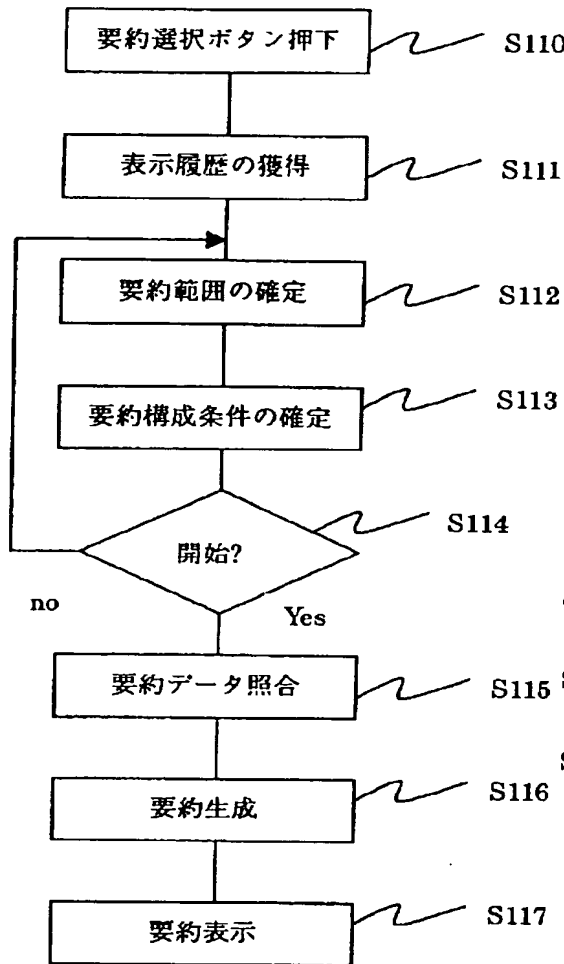 要約選択ボタン押下
S110
表示履歴の獲得
S111
要約範囲の確定
S112
要約構成条件の確定
S113
開始?
S114
no
Yes
要約データ照合
S115
要約生成
S116
要約表示
S117